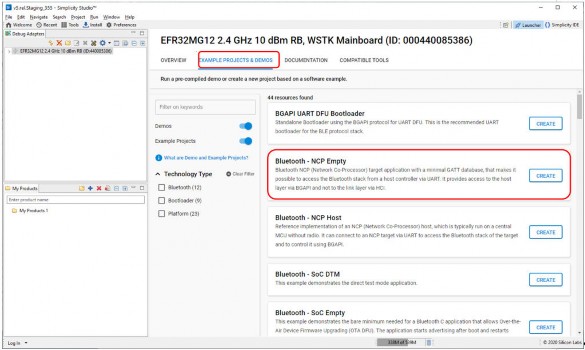 v5.rel.Staging_355 - Simplicity Studio™
File Edit Navigate Search Project Run Window Help
Welcome Recent Install Tools Install Preferences
Launcher Simplicity IDE
Debug Adapters
EFR32MG12 2.4 GHz 10 dBm RB, WSTK Mainboard (ID: 000440085386)
EFR32MG12 2.4 GHz 10 dBm RB, WSTK Mainboard (ID: 000440085386)
OVERVIEW EXAMPLE PROJECTS & DEMOS DOCUMENTATION COMPATIBLE TOOLS
Run a pre-compiled demo or create a new project based on a software example.
Filter on keywords
Demos
Example Projects
What are Demo and Example Projects?
Technology Type Clear Filter
Bluetooth (12)
Bootloader (9)
Platform (23)
44 resources found
BGAPI UART DFU Bootloader
Standalone Bootloader using the BGAPI protocol for UART DFU. This is the recommended UART
bootloader for the BLE protocol stack.
CREATE
Bluetooth - NCP Empty
Bluetooth NCP (Network Co-Processor) target application with a minimal GATT database, that makes it
possible to access the Bluetooth stack from a host controller via UART. It provides access to the host
layer via BGAPI and not to the link layer via HCI.
CREATE
Bluetooth - NCP Host
Reference implementation of an NCP (Network Co-Processor) host, which is typically run on a central
MCU without radio. It can connect to an NCP target via UART to access the Bluetooth stack of the target
and to control it using BGAPI.
CREATE
Bluetooth - SoC DTM
This example demonstrates the direct test mode application.
CREATE
Bluetooth - SoC Empty
This example demonstrates the bare minimum needed for a Bluetooth C application that allows Over-the-
Air Device Firmware Upgrading (OTA DFU). The application starts advertising after boot and restarts
CREATE
My Products
Enter product name
My Products 1
Log In
© 2020 Silicon Labs